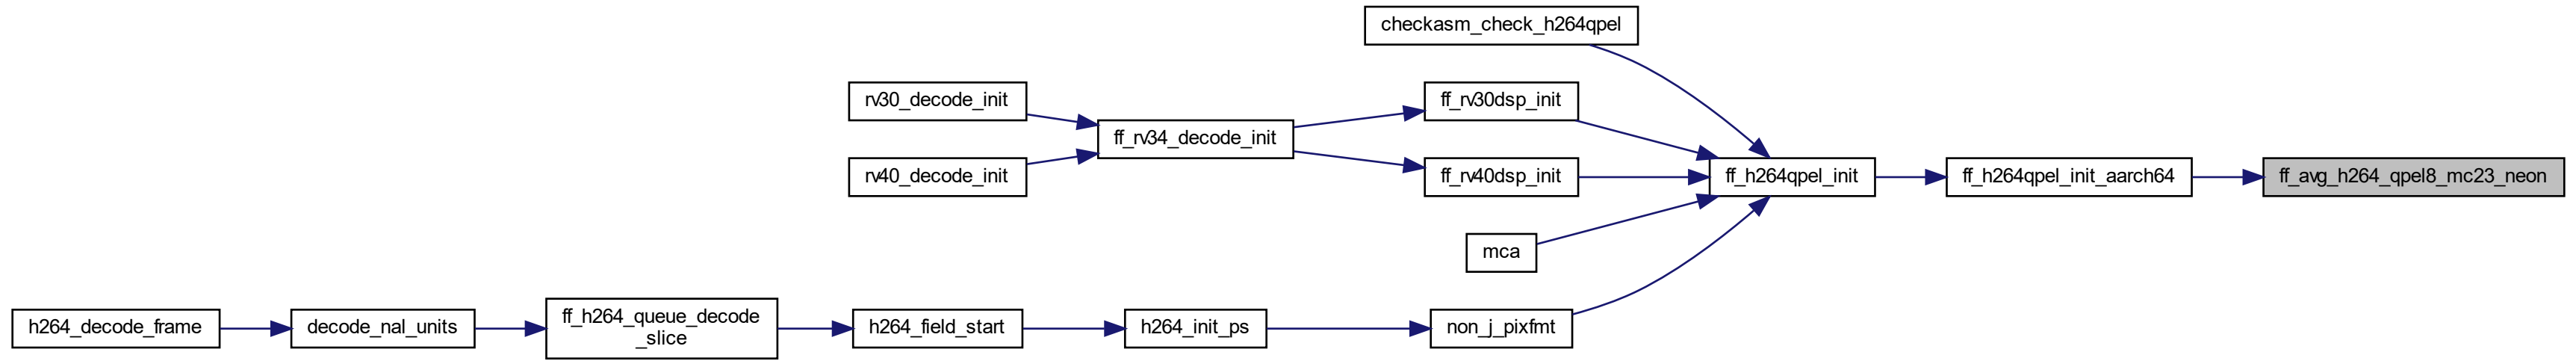 checkasm_check_h264qpel
rv30_decode_init
ff_rv30dsp_init
ff_rv34_decode_init
rv40_decode_init
ff_rv40dsp_init
ff_h264qpel_init
ff_h264qpel_init_aarch64
ff_avg_h264_qpel8_mc23_neon
mca
h264_decode_frame
decode_nal_units
ff_h264_queue_decode
_slice
h264_field_start
h264_init_ps
non_j_pixfmt